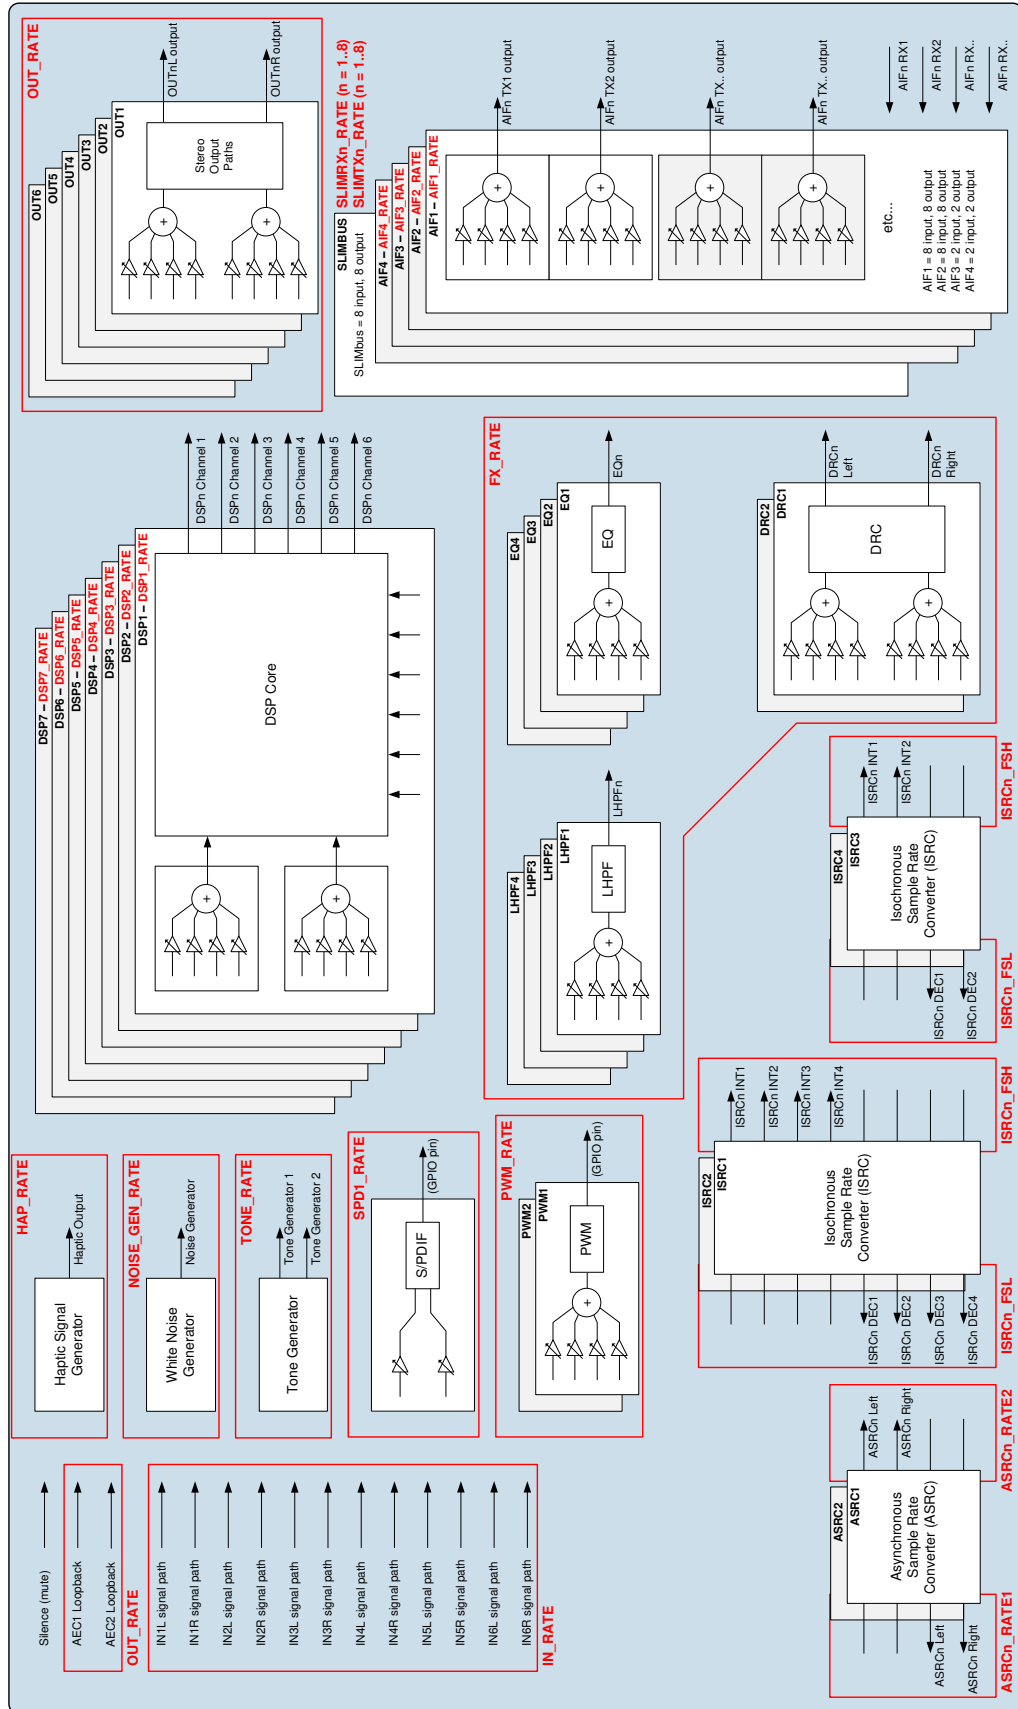 Silence (mute)
AEC1 Loopback
AEC2 Loopback
OUT_RATE
IN1L signal path
IN1R signal path
IN2L signal path
IN2R signal path
IN3L signal path
IN3R signal path
IN4L signal path
IN4R signal path
IN5L signal path
IN5R signal path
IN6L signal path
IN6R signal path
IN_RATE
HAP_RATE
Haptic Signal
Generator
Haptic Output
NOISE_GEN_RATE
White Noise
Generator
Noise Generator
TONE_RATE
Tone Generator
Tone Generator 1
Tone Generator 2
SPD1_RATE
S/PDIF
(GPIO pin)
PWM_RATE
PWM2
PWM1
+
PWM
(GPIO pin)
DSP7 – DSP7_RATE
DSP6 – DSP6_RATE
DSP5 – DSP5_RATE
DSP4 – DSP4_RATE
DSP3 – DSP3_RATE
DSP2 – DSP2_RATE
DSP1 – DSP1_RATE
+
+
DSP Core
DSPn Channel 1
DSPn Channel 2
DSPn Channel 3
DSPn Channel 4
DSPn Channel 5
DSPn Channel 6
OUT_RATE
OUT6
OUT5
OUT4
OUT3
OUT2
OUT1
+
+
Stereo
Output
Paths
OUTnL output
OUTnR output
SLIMBUS
SLIMRXn_RATE (n = 1..8)
SLIMTXn_RATE (n = 1..8)
SLIMbus = 8 input, 8 output
AIF4 – AIF4_RATE
AIF3 – AIF3_RATE
AIF2 – AIF2_RATE
AIF1 – AIF1_RATE
+
+
+
+
AIFn TX1 output
AIFn TX2 output
AIFn TX.. output
AIFn TX.. output
etc...
AIF1 = 8 input, 8 output
AIF2 = 8 input, 8 output
AIF3 = 2 input, 2 output
AIF4 = 2 input, 2 output
AIFn RX1
AIFn RX2
AIFn RX..
AIFn RX..
FX_RATE
LHPF4
LHPF3
LHPF2
LHPF1
+
LHPF
LHPFn
EQ4
EQ3
EQ2
EQ1
+
EQ
EQn
DRC2
DRC1
+
+
DRC
DRCn
Left
DRCn
Right
ASRCn_RATE1
ASRC2
ASRC1
Asynchronous
Sample Rate
Converter (ASRC)
ASRCn Left
ASRCn Right
ASRCn Left
ASRCn Right
ASRCn_RATE2
ISRCn_FSL
ISRC2
ISRC1
Isochronous
Sample Rate
Converter (ISRC)
ISRCn DEC1
ISRCn DEC2
ISRCn DEC3
ISRCn DEC4
ISRCn INT1
ISRCn INT2
ISRCn INT3
ISRCn INT4
ISRCn_FSH
ISRCn_FSL
ISRC4
ISRC3
Isochronous
Sample Rate
Converter (ISRC)
ISRCn DEC1
ISRCn DEC2
ISRCn INT1
ISRCn INT2
ISRCn_FSH